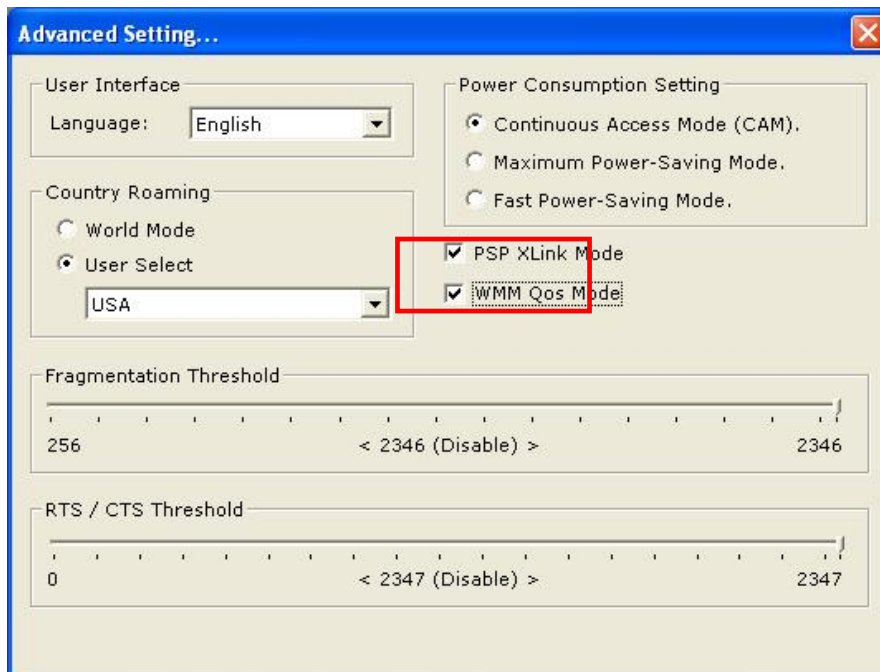 Advanced Setting...
User Interface
Language: English
Country Roaming
World Mode
User Select
USA
Power Consumption Setting
Continuous Access Mode (CAM).
Maximum Power-Saving Mode.
Fast Power-Saving Mode.
PSP XLink Mode
WMM Qos Mode
Fragmentation Threshold
256 < 2346 (Disable) > 2346
RTS / CTS Threshold
0 < 2347 (Disable) > 2347